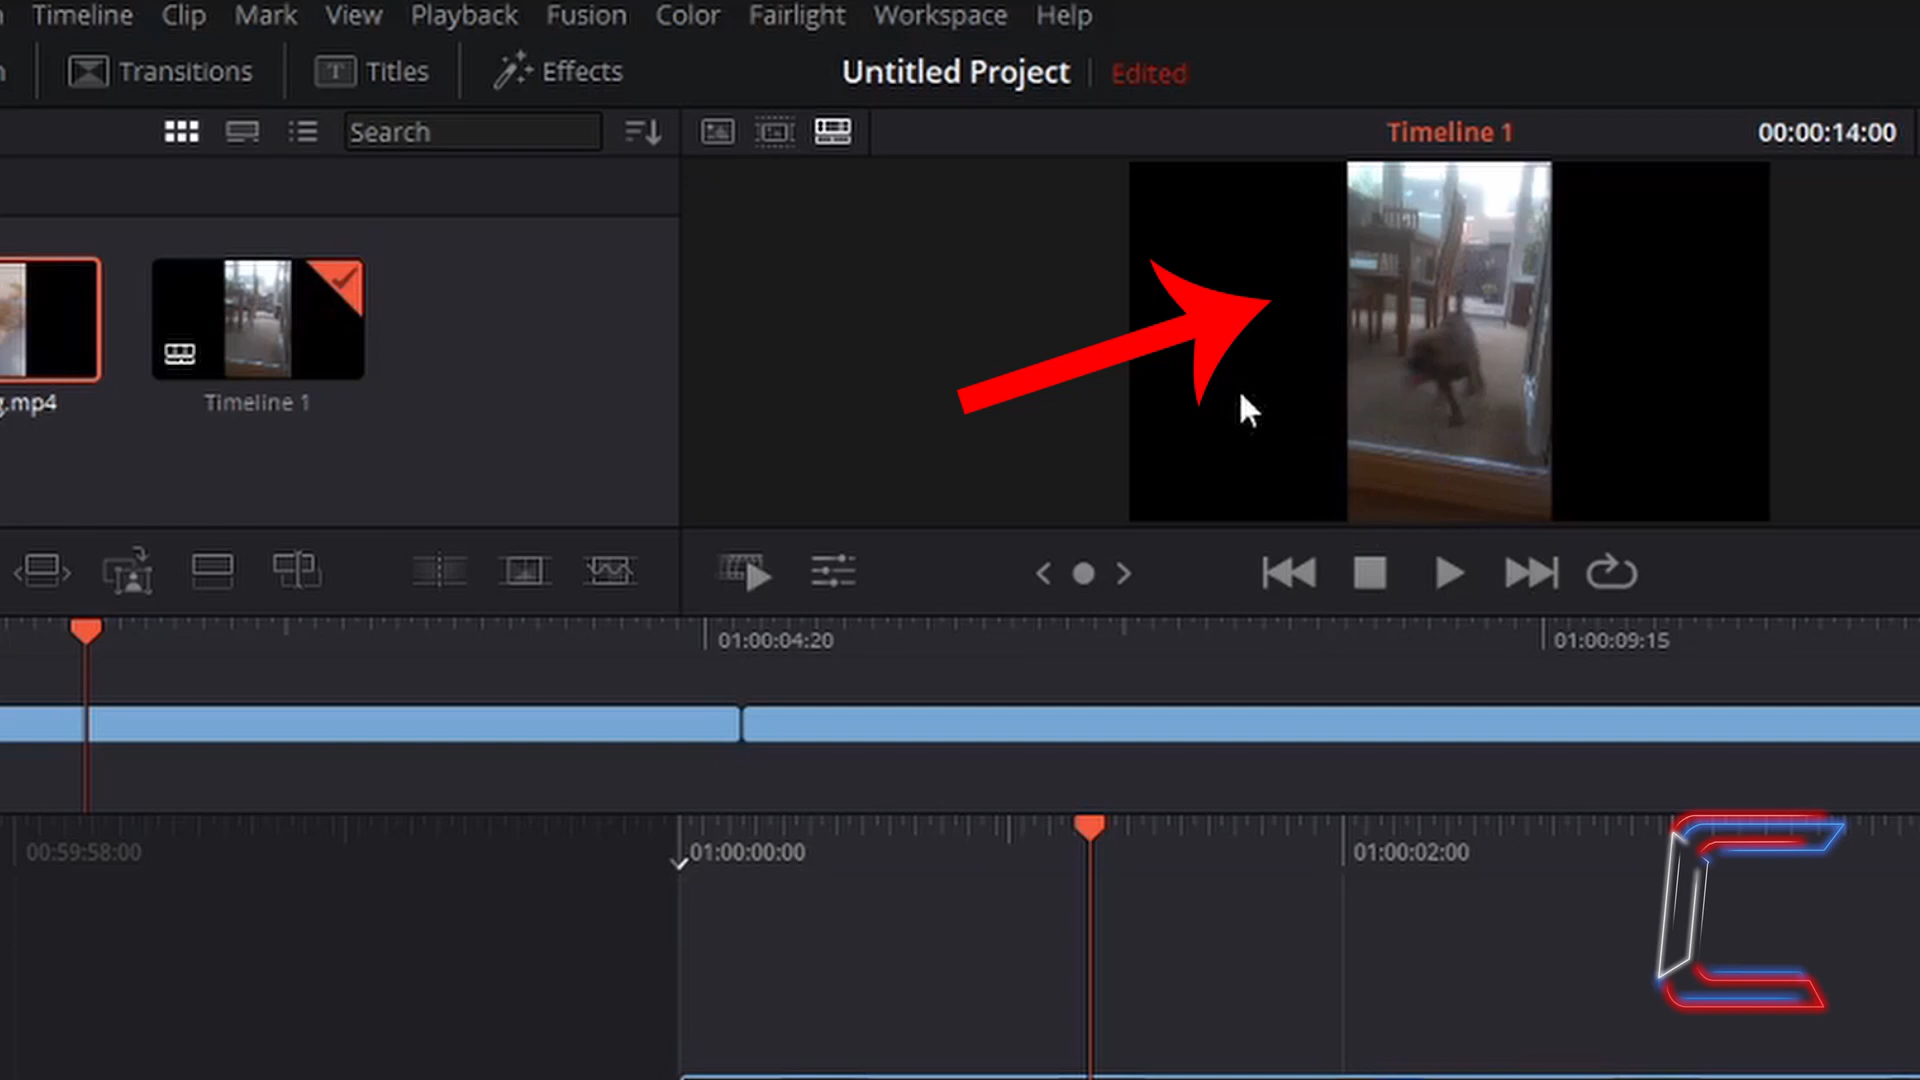 Timeline Clip Mark View Playback Fusion Color Fairlight Workspace Help
Transitions Titles Effects Untitled Project Edited
Search Timeline 1 00:00:14:00
.mp4 Timeline 1
01:00:04:20 01:00:09:15
00:59:58:00 01:00:00:00 01:00:02:00